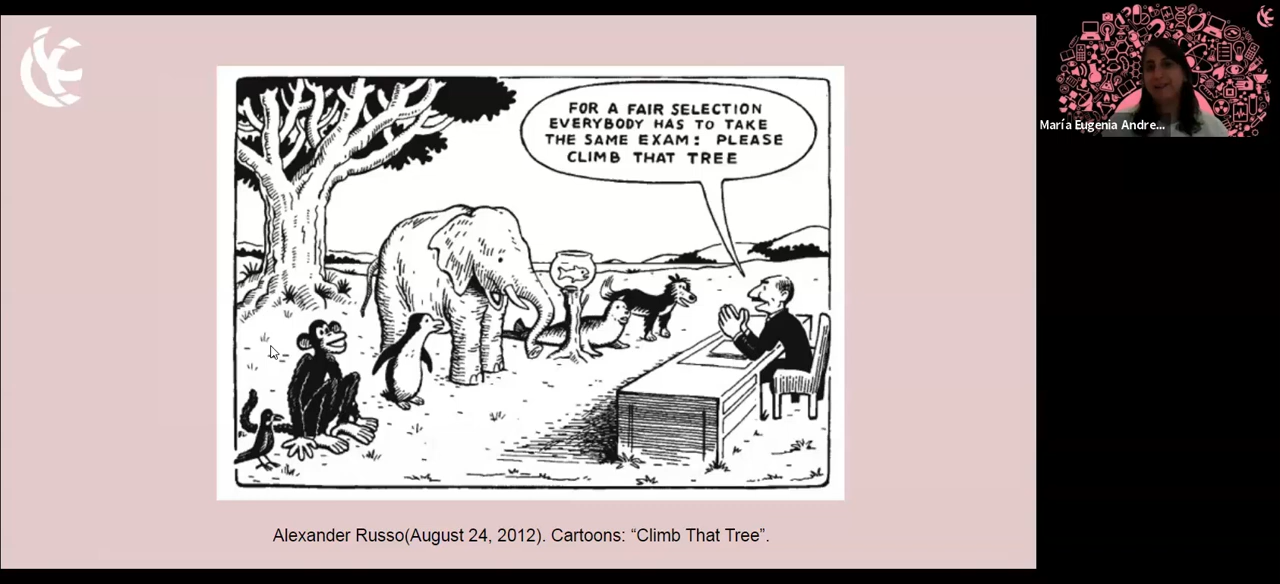 FOR A FAIR SELECTION
EVERYBODY HAS TO TAKE
THE SAME EXAM: PLEASE
CLIMB THAT TREE
María Eugenia Andre...
Alexander Russo(August 24, 2012). Cartoons: “Climb That Tree”.